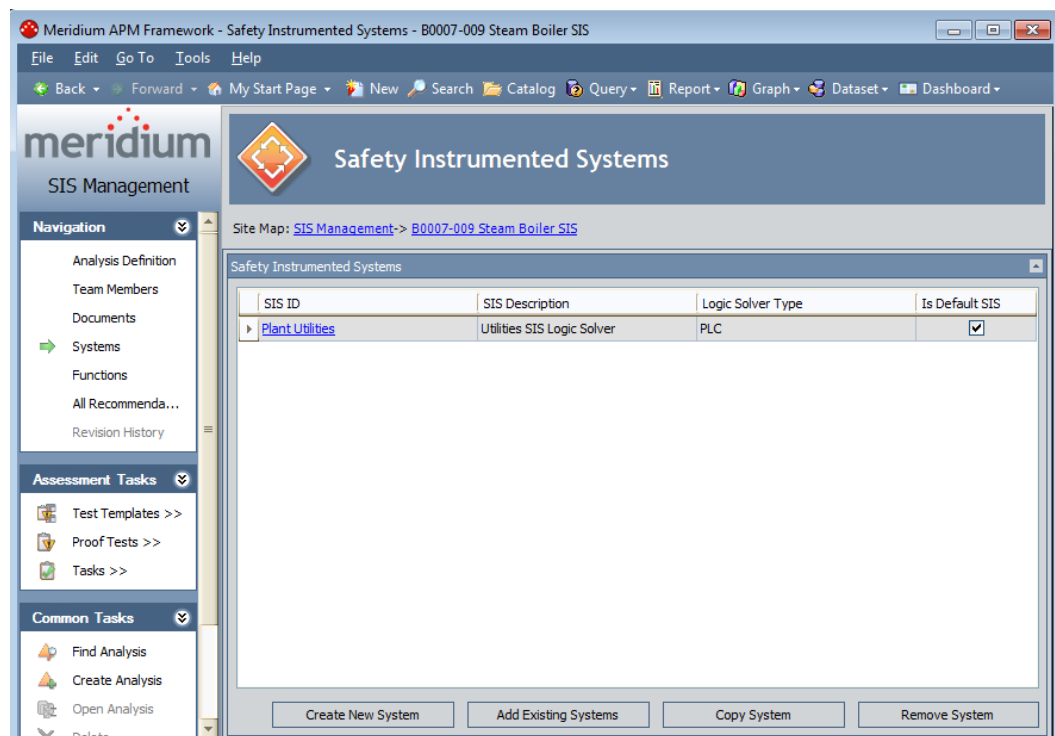 Meridium APM Framework - Safety Instrumented Systems - B0007-009 Steam Boiler SIS
File Edit Go To Tools Help
Back Forward My Start Page New Search Catalog Query Report Graph Dataset Dashboard
meridium
SIS Management
Safety Instrumented Systems
Site Map: SIS Management-> B0007-009 Steam Boiler SIS
Navigation
Analysis Definition
Team Members
Documents
Systems
Functions
All Recommenda...
Revision History
Assessment Tasks
Test Templates >>
Proof Tests >>
Tasks >>
Common Tasks
Find Analysis
Create Analysis
Open Analysis
Delete
Safety Instrumented Systems
SIS ID SIS Description Logic Solver Type Is Default SIS
Plant Utilities Utilities SIS Logic Solver PLC
Create New System Add Existing Systems Copy System Remove System